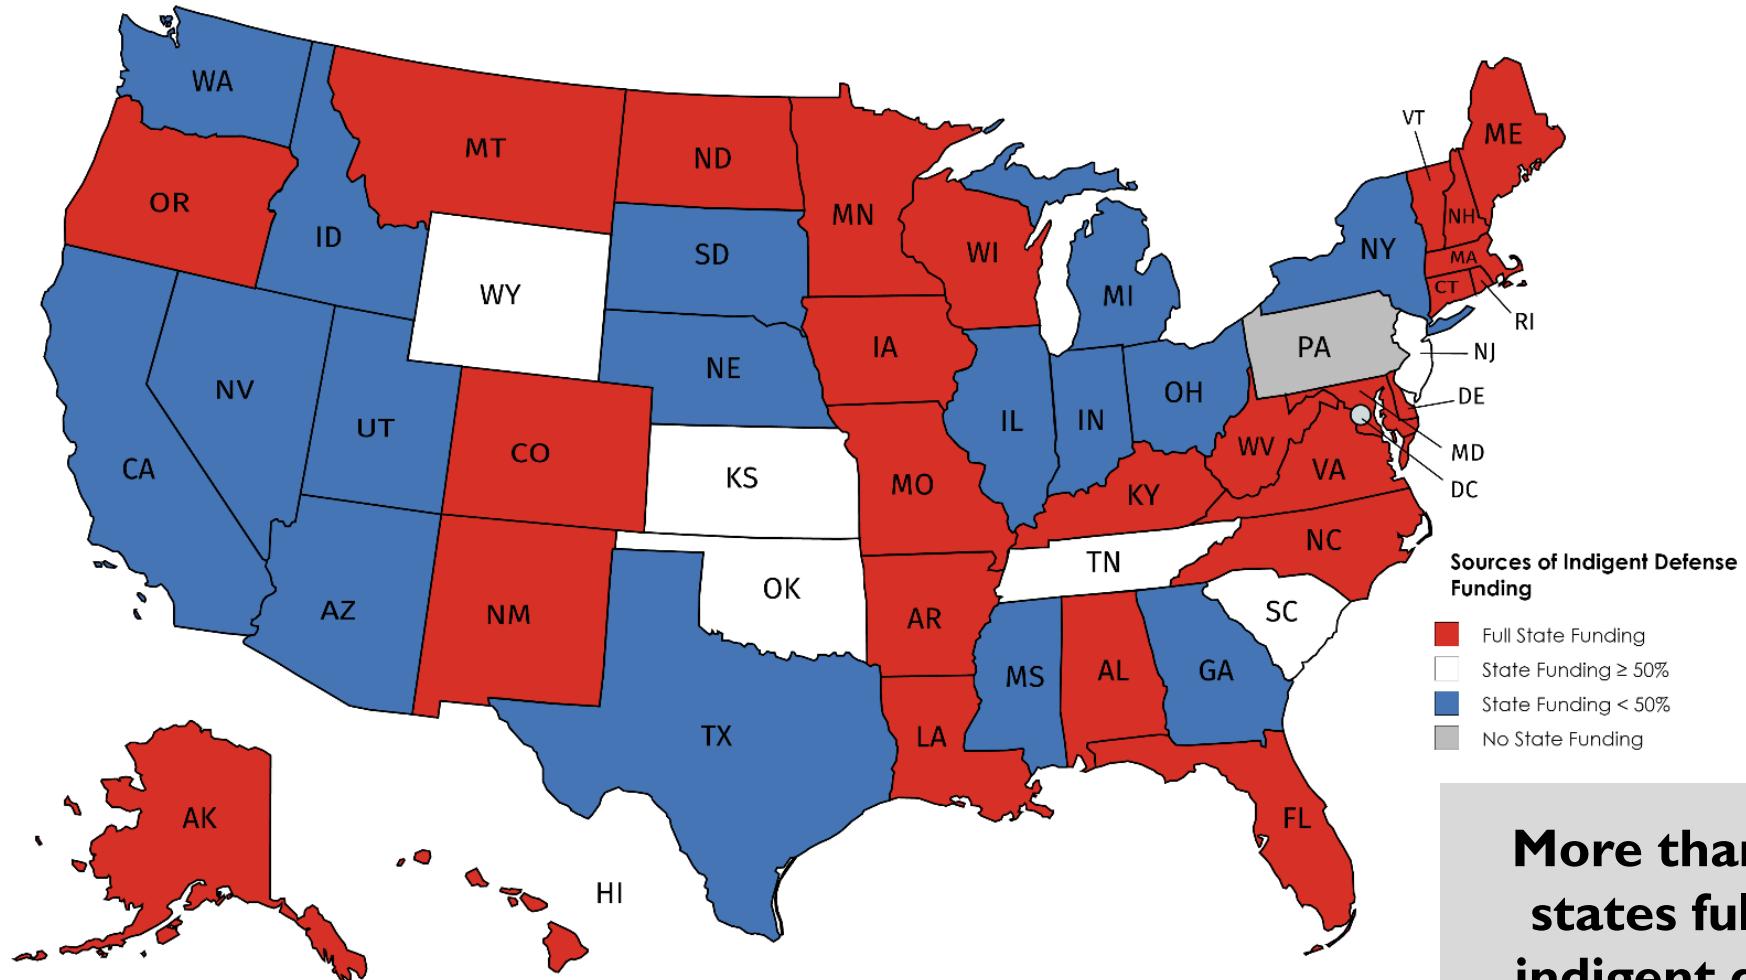 WA
VT
ME
MT
ND
OR
MN
NH
ID
NY
SD
WI
MA
CT
WY
MI
RI
IA
PA
NJ
NE
NV
OH
DE
UT
IL
IN
CO
WV
MD
CA
KS
MO
KY
VA
DC
NC
TN
OK
AZ
NM
AR
SC
MS
AL
GA
TX
LA
AK
FL
HI
Sources of Indigent Defense
Funding
Full State Funding
State Funding ≥ 50%
State Funding < 50%
No State Funding
More
states
indigent